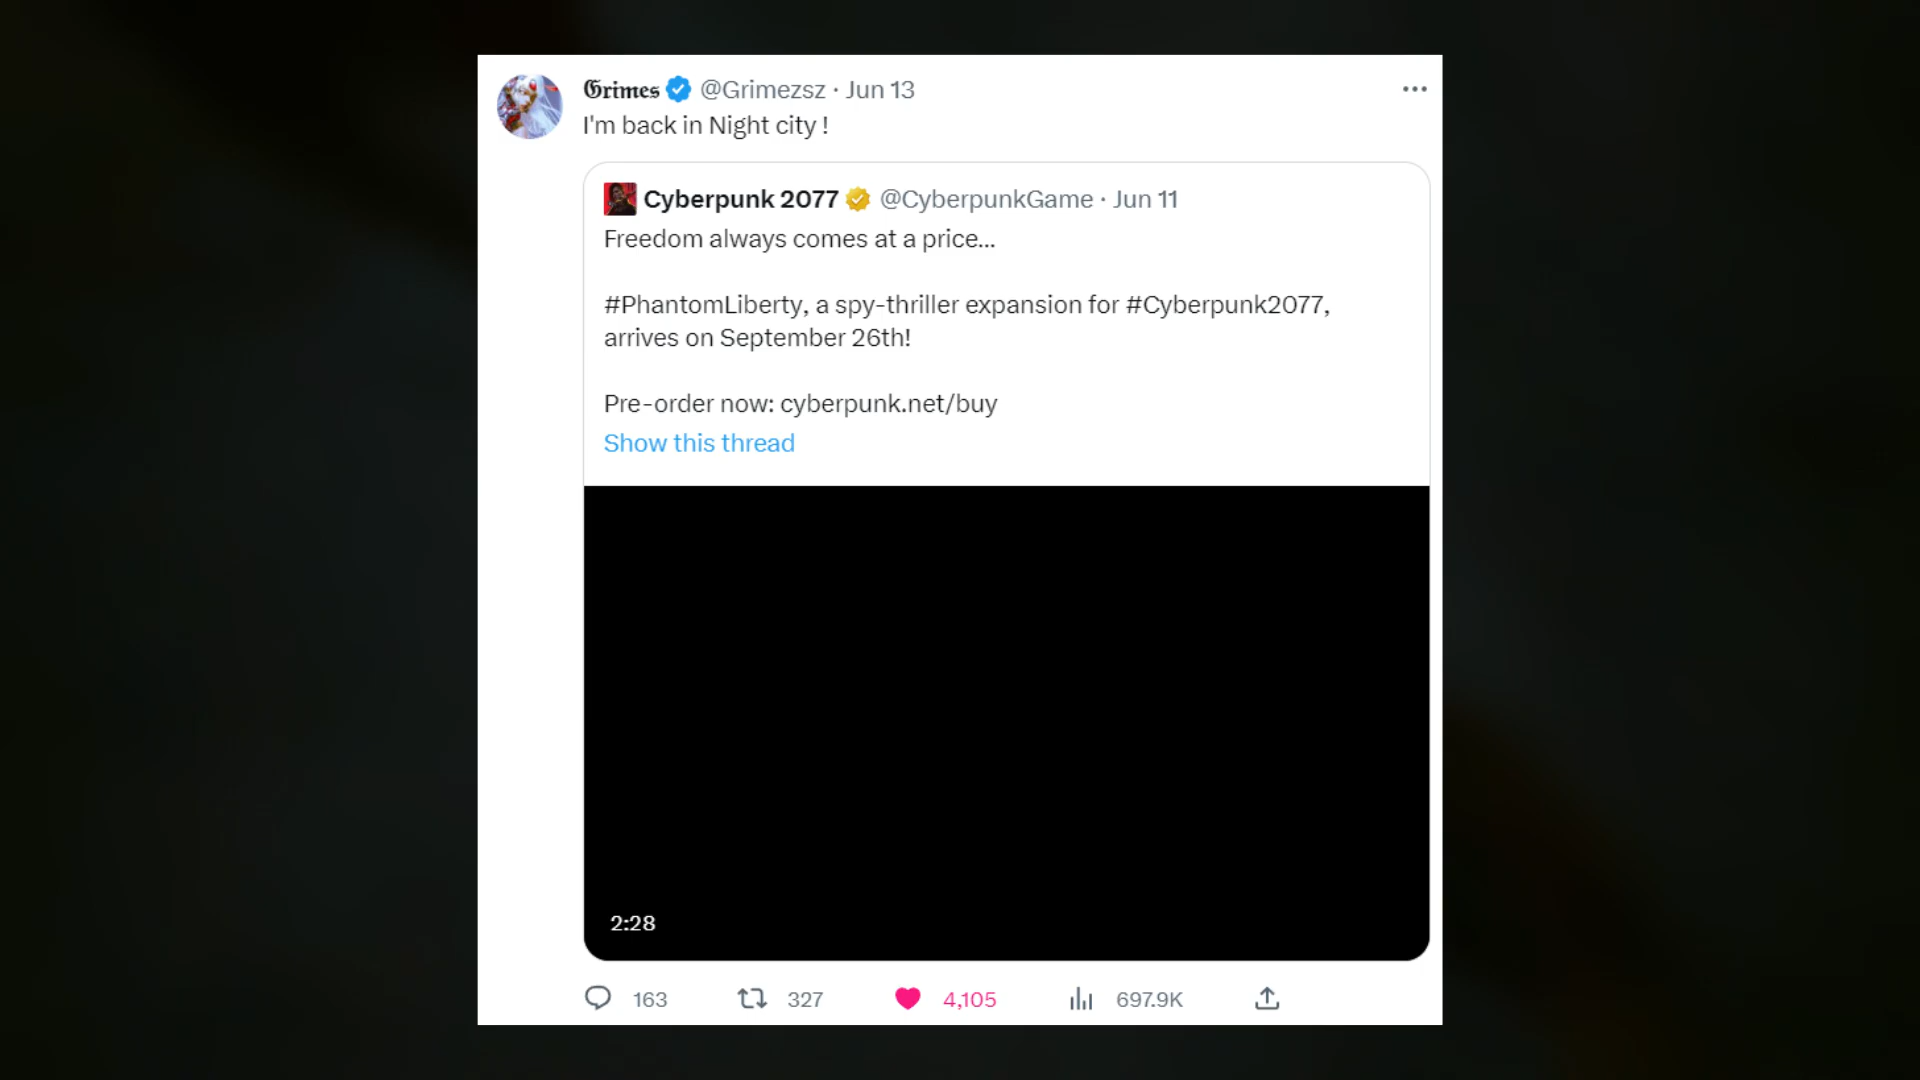 Grimes @Grimezsz · Jun 13
I'm back in Night city !
Cyberpunk 2077 @CyberpunkGame · Jun 11
Freedom always comes at a price...
#PhantomLiberty, a spy-thriller expansion for #Cyberpunk2077,
arrives on September 26th!
Pre-order now: cyberpunk.net/buy
Show this thread
2:28
163 327 4,105 697.9K